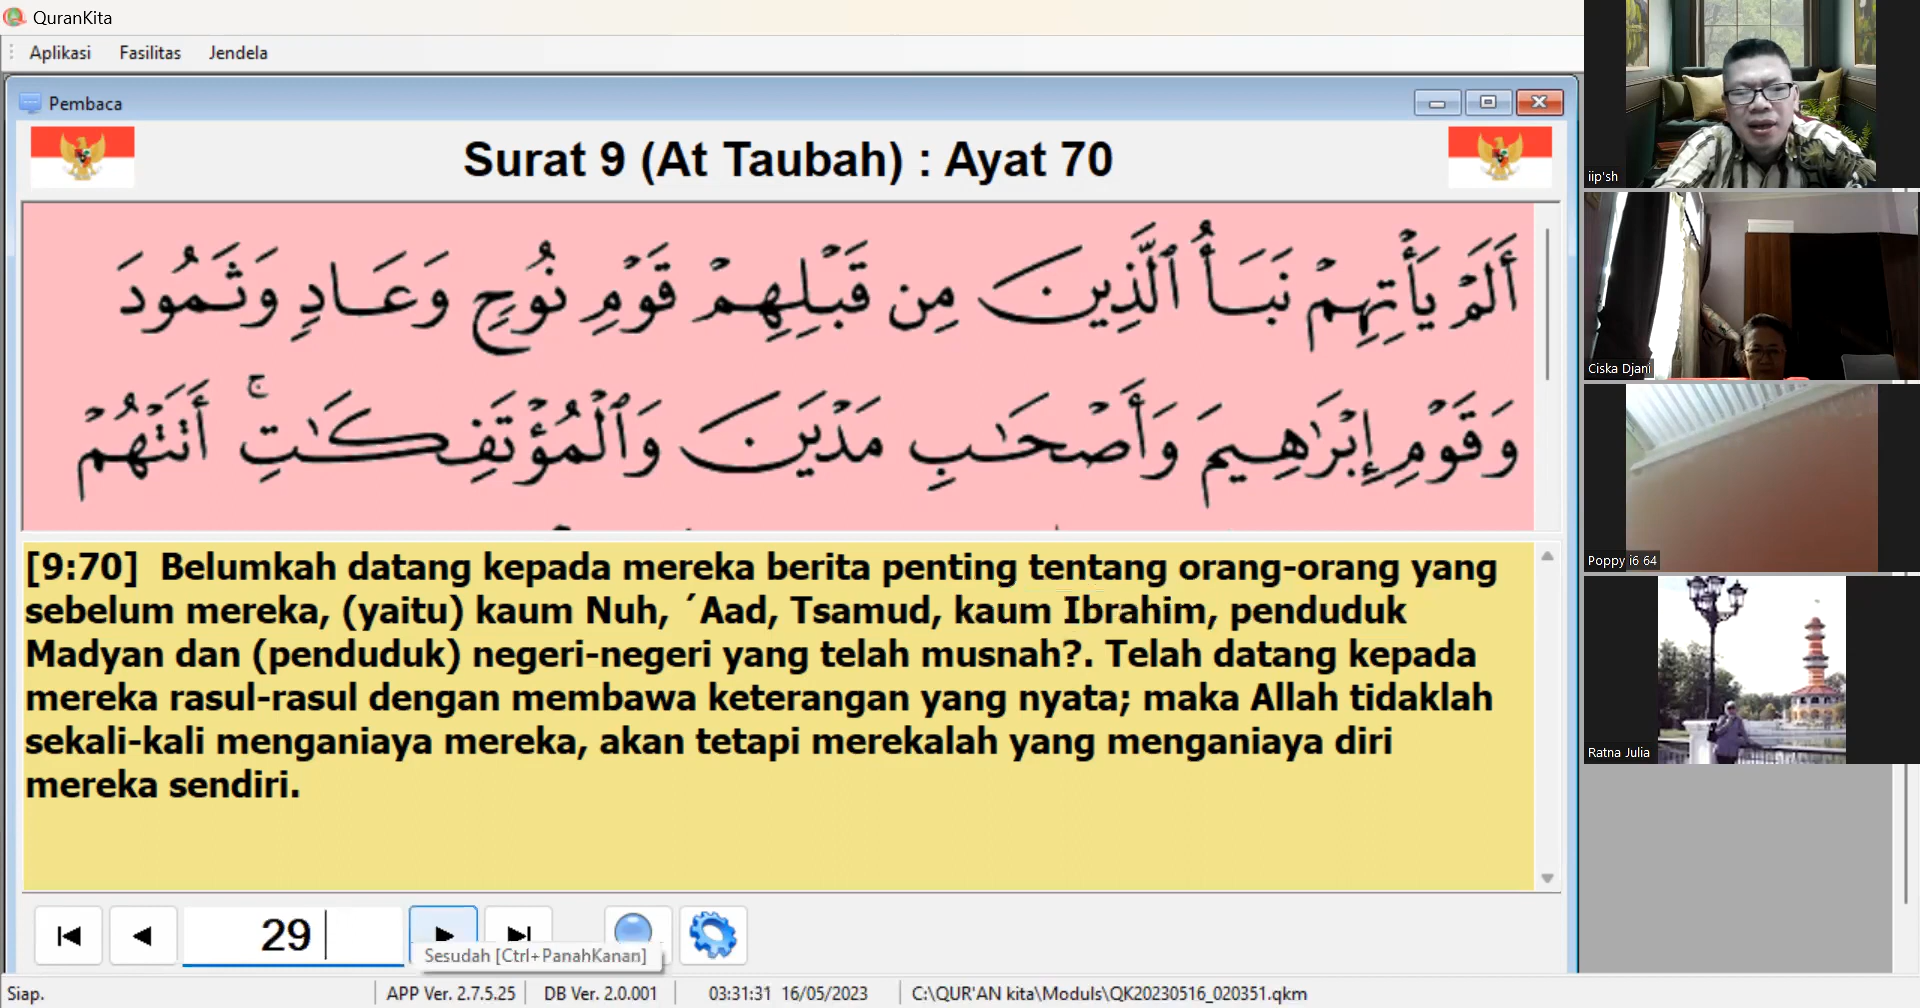 QuranKita
Aplikasi Fasilitas Jendela
Pembaca
Surat 9 (At Taubah) : Ayat 70
أَلَمْ يَأْتِهِمْ نَبَأُ ٱلَّذِينَ مِن قَبْلِهِمْ قَوْمِ نُوحٍ وَعَادٍ وَثَمُودَ
وَقَوْمِ إِبْرَٰهِيمَ وَأَصْحَٰبِ مَدْيَنَ وَٱلْمُؤْتَفِكَٰتِ ۚ أَتَتْهُمْ
[9:70] Belumkah datang kepada mereka berita penting tentang orang-orang yang
sebelum mereka, (yaitu) kaum Nuh, ´Aad, Tsamud, kaum Ibrahim, penduduk
Madyan dan (penduduk) negeri-negeri yang telah musnah?. Telah datang kepada
mereka rasul-rasul dengan membawa keterangan yang nyata; maka Allah tidaklah
sekali-kali menganiaya mereka, akan tetapi merekalah yang menganiaya diri
mereka sendiri.
29
Sesudah [Ctrl+PanahKanan]
Siap. APP Ver. 2.7.5.25 DB Ver. 2.0.001 03:31:31 16/05/2023 C:\QUR'AN kita\Moduls\QK20230516_020351.qkm
iip'sh
Ciska Djani
Poppy i6 64
Ratna Julia